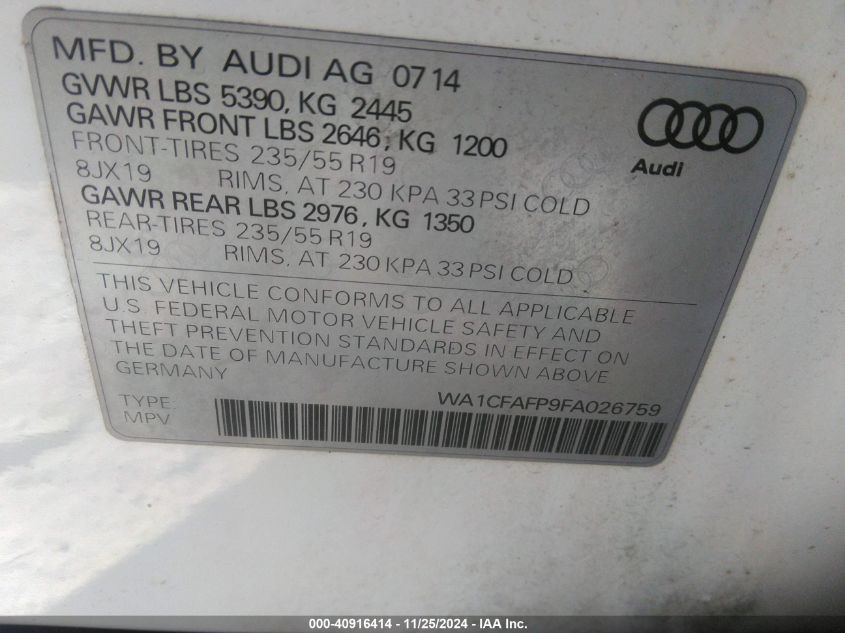 MFD. BY AUDI AG 0714
GVWR LBS 5390, KG 2445
GAWR FRONT LBS 2646, KG 1200
FRONT-TIRES 235/55 R19
8JX19 RIMS, AT 230 KPA 33 PSI COLD
GAWR REAR LBS 2976, KG 1350
REAR-TIRES 235/55 R19
8JX19 RIMS, AT 230 KPA 33 PSI COLD
Audi
THIS VEHICLE CONFORMS TO ALL APPLICABLE
U.S. FEDERAL MOTOR VEHICLE SAFETY AND
THEFT PREVENTION STANDARDS IN EFFECT ON
THE DATE OF MANUFACTURE SHOWN ABOVE
GERMANY
TYPE WA1CFAFP9FA026759
MPV
000-40916414 - 11/25/2024 - IAA Inc.